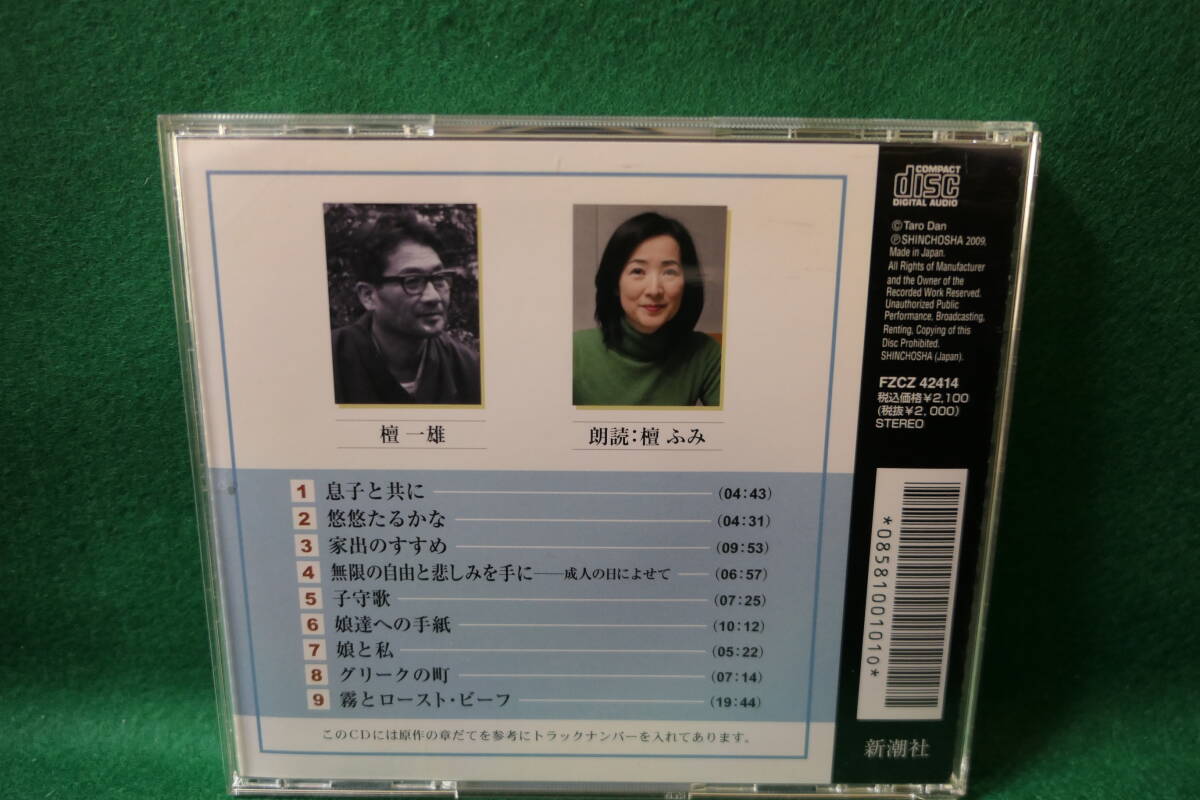 檀 一雄
朗読:檀 ふみ
1 息子と共に (04:43)
2 悠悠たるかな (04:31)
3 家出のすすめ (09:53)
4 無限の自由と悲しみを手に――成人の日によせて (06:57)
5 子守歌 (07:25)
6 娘達への手紙 (10:12)
7 娘と私 (05:22)
8 グリークの町 (07:14)
9 霧とロースト・ビーフ (19:44)
このCDには原作の章だてを参考にトラックナンバーを入れてあります。
COMPACT
disc
DIGITAL AUDIO
©Taro Dan
℗SHINCHOSHA 2009.
Made in Japan.
All Rights of Manufacturer
and the Owner of the
Recorded Work Reserved.
Unauthorized Public
Performance, Broadcasting,
Renting, Copying of this
Disc Prohibited.
SHINCHOSHA (Japan).
FZCZ 42414
税込価格¥2,100
(税抜¥2,000)
STEREO
*0858100101​0*
新潮社